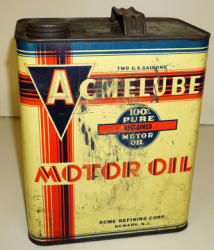 TWO U.S. GALLONS
ACMELUBE
100%
PURE
RECLAIMED
MOTOR
OIL
MOTOR OIL
ACME REFINING CORP.
NEWARK, N.J.